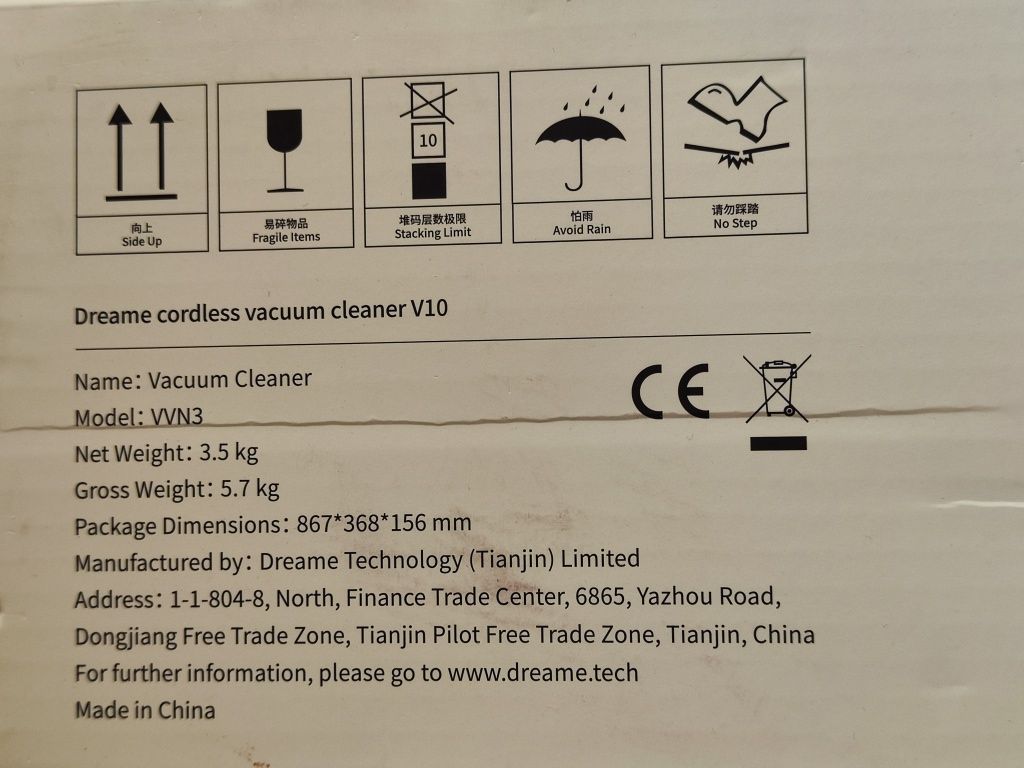 10
向上
Side Up
易碎物品
Fragile Items
堆码层数极限
Stacking Limit
怕雨
Avoid Rain
请勿踩踏
No Step
Dreame cordless vacuum cleaner V10
Name: Vacuum Cleaner
Model: VVN3
Net Weight: 3.5 kg
Gross Weight: 5.7 kg
Package Dimensions: 867*368*156 mm
Manufactured by: Dreame Technology (Tianjin) Limited
Address: 1-1-804-8, North, Finance Trade Center, 6865, Yazhou Road,
Dongjiang Free Trade Zone, Tianjin Pilot Free Trade Zone, Tianjin, China
For further information, please go to www.dreame.tech
Made in China
CE